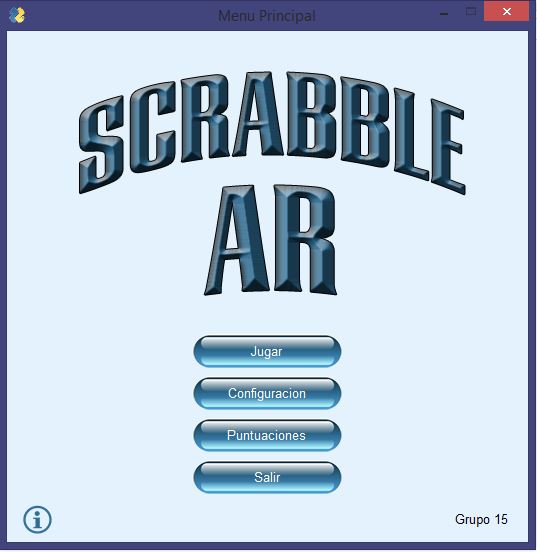 Menu Principal
SCRABBLE
AR
Jugar
Configuracion
Puntuaciones
Salir
Grupo 15